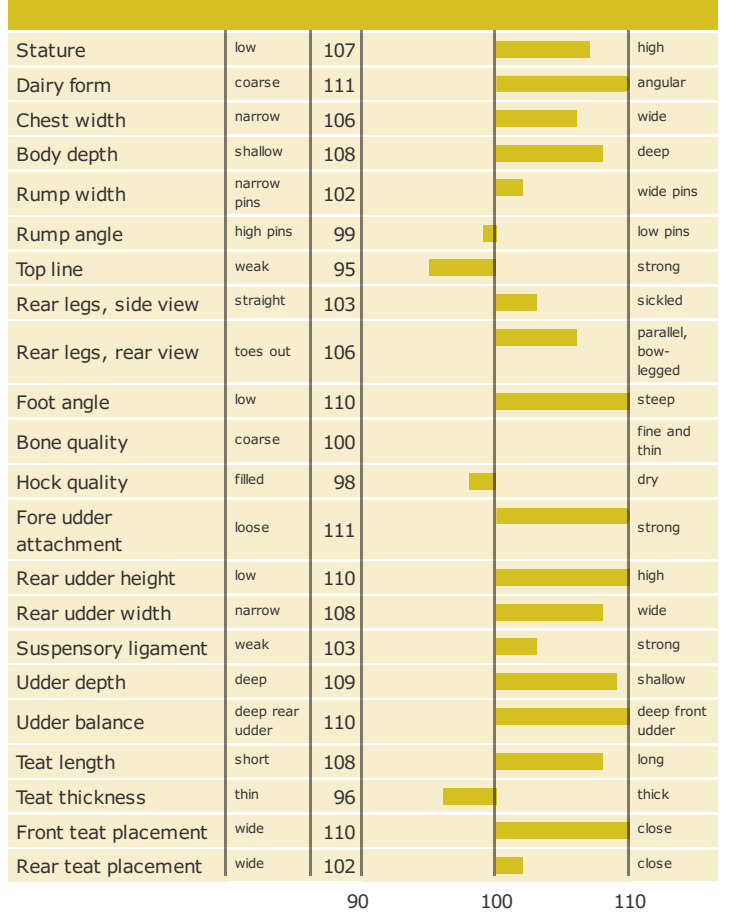 Stature low 107 high
Dairy form coarse 111 angular
Chest width narrow 106 wide
Body depth shallow 108 deep
Rump width narrow pins 102 wide pins
Rump angle high pins 99 low pins
Top line weak 95 strong
Rear legs, side view straight 103 sickled
Rear legs, rear view toes out 106 parallel, bow-legged
Foot angle low 110 steep
Bone quality coarse 100 fine and thin
Hock quality filled 98 dry
Fore udder attachment loose 111 strong
Rear udder height low 110 high
Rear udder width narrow 108 wide
Suspensory ligament weak 103 strong
Udder depth deep 109 shallow
Udder balance deep rear udder 110 deep front udder
Teat length short 108 long
Teat thickness thin 96 thick
Front teat placement wide 110 close
Rear teat placement wide 102 close
90 100 110